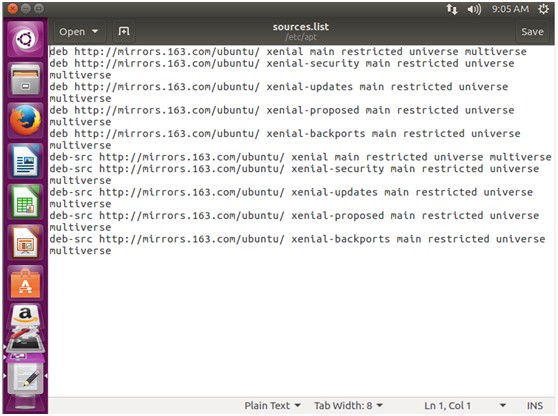 9:05 AM
Open
sources.list
/etc/apt
Save
deb http://mirrors.163.com/ubuntu/ xenial main restricted universe multiverse
deb http://mirrors.163.com/ubuntu/ xenial-security main restricted universe
multiverse
deb http://mirrors.163.com/ubuntu/ xenial-updates main restricted universe
multiverse
deb http://mirrors.163.com/ubuntu/ xenial-proposed main restricted universe
multiverse
deb http://mirrors.163.com/ubuntu/ xenial-backports main restricted universe
multiverse
deb-src http://mirrors.163.com/ubuntu/ xenial main restricted universe multiverse
deb-src http://mirrors.163.com/ubuntu/ xenial-security main restricted universe
multiverse
deb-src http://mirrors.163.com/ubuntu/ xenial-updates main restricted universe
multiverse
deb-src http://mirrors.163.com/ubuntu/ xenial-proposed main restricted universe
multiverse
deb-src http://mirrors.163.com/ubuntu/ xenial-backports main restricted universe
multiverse
a
Plain Text Tab Width: 8 Ln 1, Col 1 INS